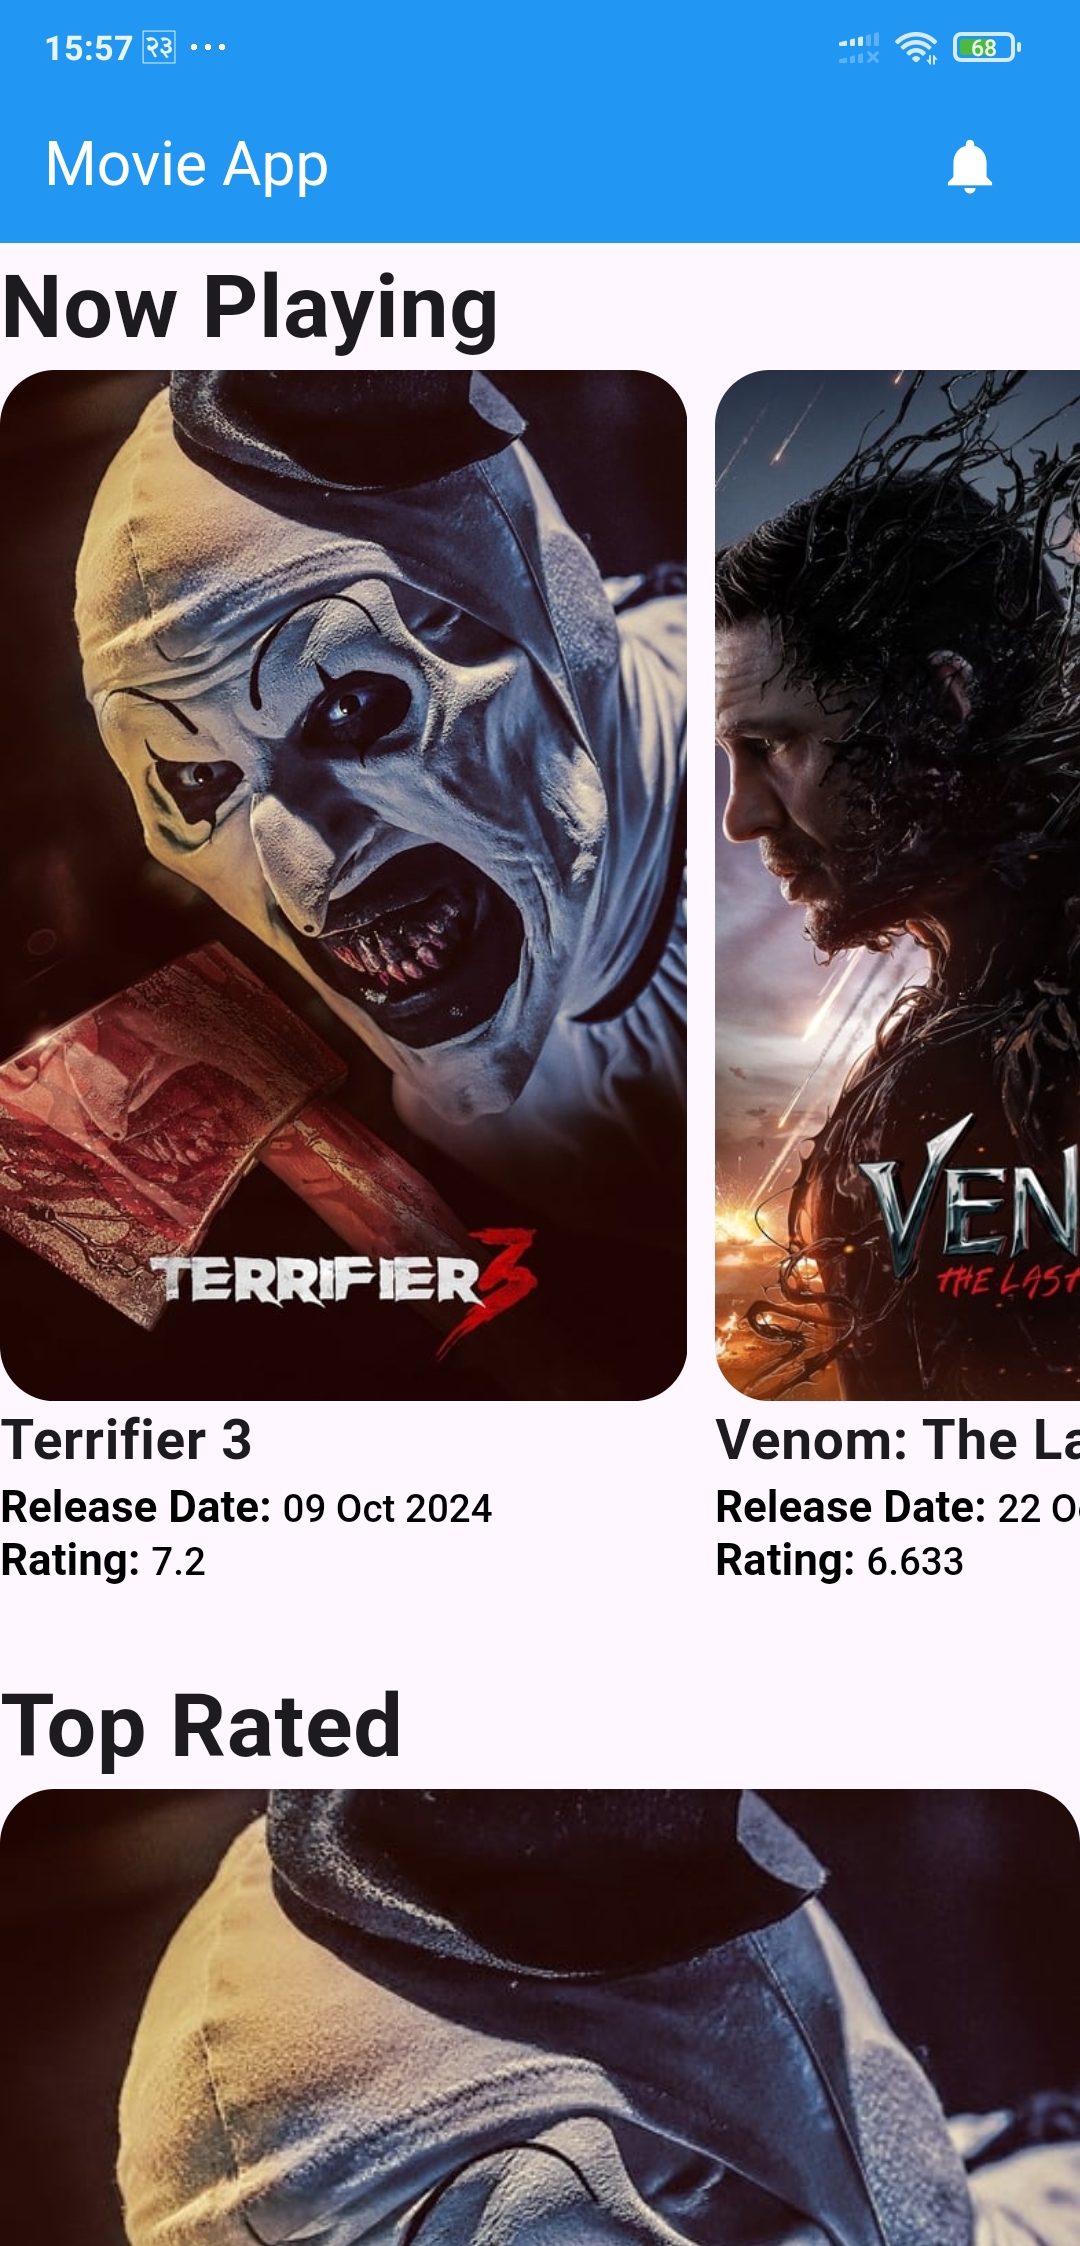 15:57 २३ ...
68
Movie App
Now Playing
TERRIFIER 3
VEN
THE LAST
Terrifier 3
Venom: The La
Release Date: 09 Oct 2024
Release Date: 22 O
Rating: 7.2
Rating: 6.633
Top Rated